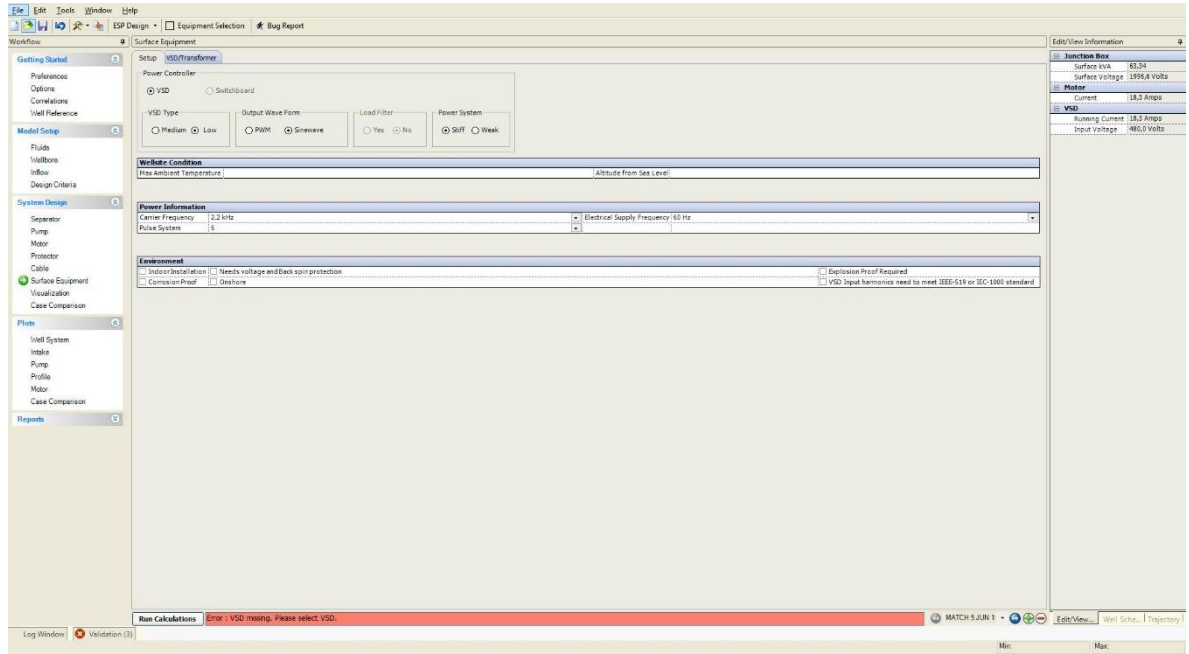 File Edit Tools Window Help
ESP Design Equipment Selection Bug Report
Workflow
Surface Equipment
Edit/View Information
Getting Started
Preferences
Options
Correlations
Well Reference
Model Setup
Fluids
Wellbore
Inflow
Design Criteria
System Design
Separator
Pump
Motor
Protector
Cable
Surface Equipment
Visualization
Case Comparison
Plots
Well System
Intake
Pump
Profile
Motor
Case Comparison
Reports
Setup VSD/Transformer
Power Controller
VSD Switchboard
VSD Type Output Wave Form Load Filter Power System
Medium Low PWM Sinewave Yes No Stiff Weak
Wellsite Condition
Max Ambient Temperature Altitude from Sea Level
Power Information
Carrier Frequency 2.2 kHz Electrical Supply Frequency 60 Hz
Pulse System 6
Environment
Indoor Installation Needs voltage and Back spin protection Explosion Proof Required
Corrosion Proof Onshore VSD Input harmonics need to meet IEEE-519 or IEC-1000 standard
Junction Box
Surface kVA 63,34
Surface Voltage 1996,6 Volts
Motor
Current 18,3 Amps
VSD
Running Current 18,3 Amps
Input Voltage 480,0 Volts
Run Calculations Error : VSD missing. Please select VSD.
MATCH 5 JUN 1
Edit/View... Well Sche... Trajectory
Log Window Validation (3)
Min: Max: